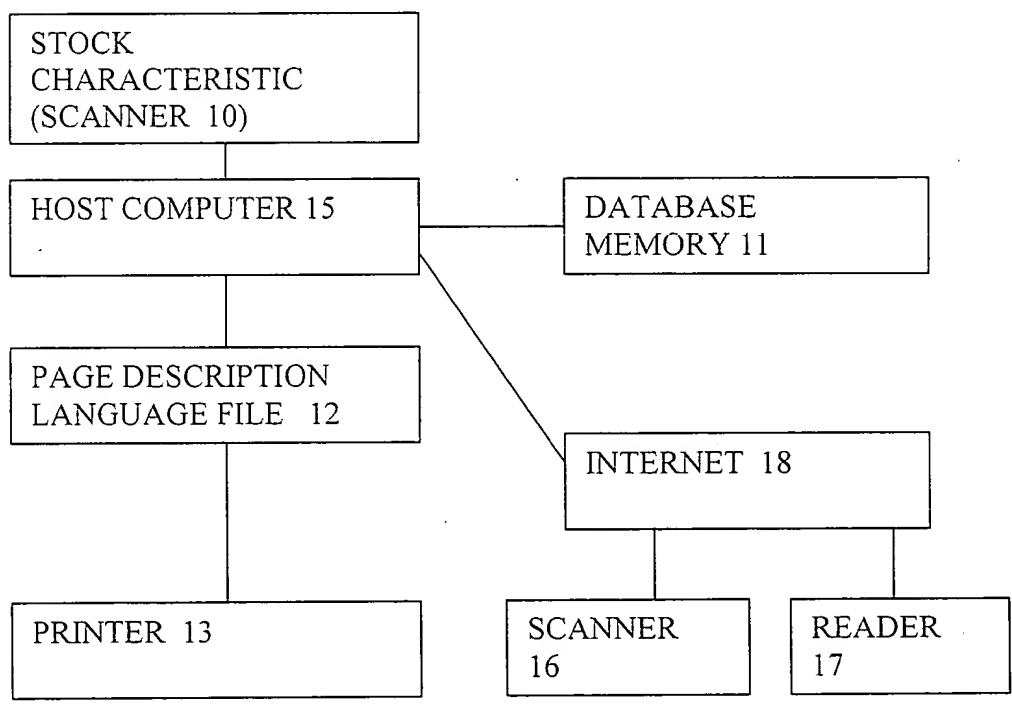 STOCK
CHARACTERISTIC
(SCANNER 10)
HOST COMPUTER 15
DATABASE
MEMORY 11
PAGE DESCRIPTION
LANGUAGE FILE 12
INTERNET 18
PRINTER 13
SCANNER
16
READER
17